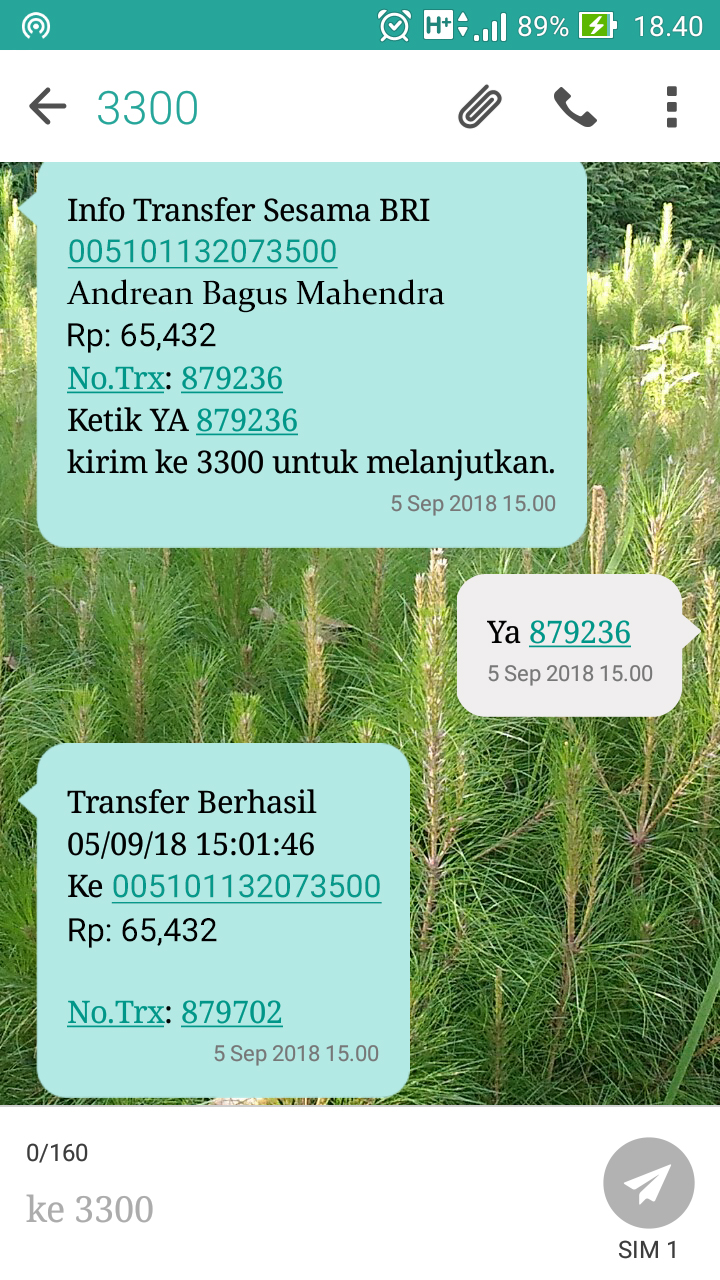 H+ 89% 18.40
3300
Info Transfer Sesama BRI
005101132073500
Andrean Bagus Mahendra
Rp: 65,432
No.Trx: 879236
Ketik YA 879236
kirim ke 3300 untuk melanjutkan.
5 Sep 2018 15.00
Ya 879236
5 Sep 2018 15.00
Transfer Berhasil
05/09/18 15:01:46
Ke 005101132073500
Rp: 65,432
No.Trx: 879702
5 Sep 2018 15.00
0/160
ke 3300
SIM 1